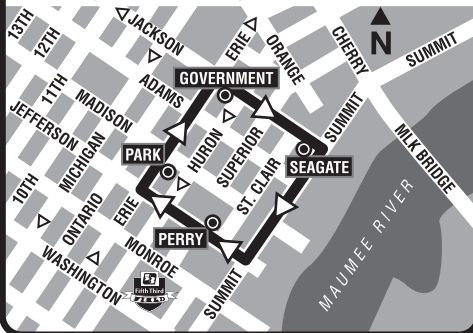 13TH
12TH
JACKSON
ERIE
ORANGE
CHERRY
N
SUMMIT
GOVERNMENT
ADAMS
11TH
MADISON
JEFFERSON
SUMMIT
MLK BRIDGE
HURON
SUPERIOR
PARK
SEAGATE
MICHIGAN
ST. CLAIR
10TH
ONTARIO
ERIE
PERRY
MONROE
WASHINGTON
Fifth Third
FIELD
SUMMIT
MAUMEE RIVER